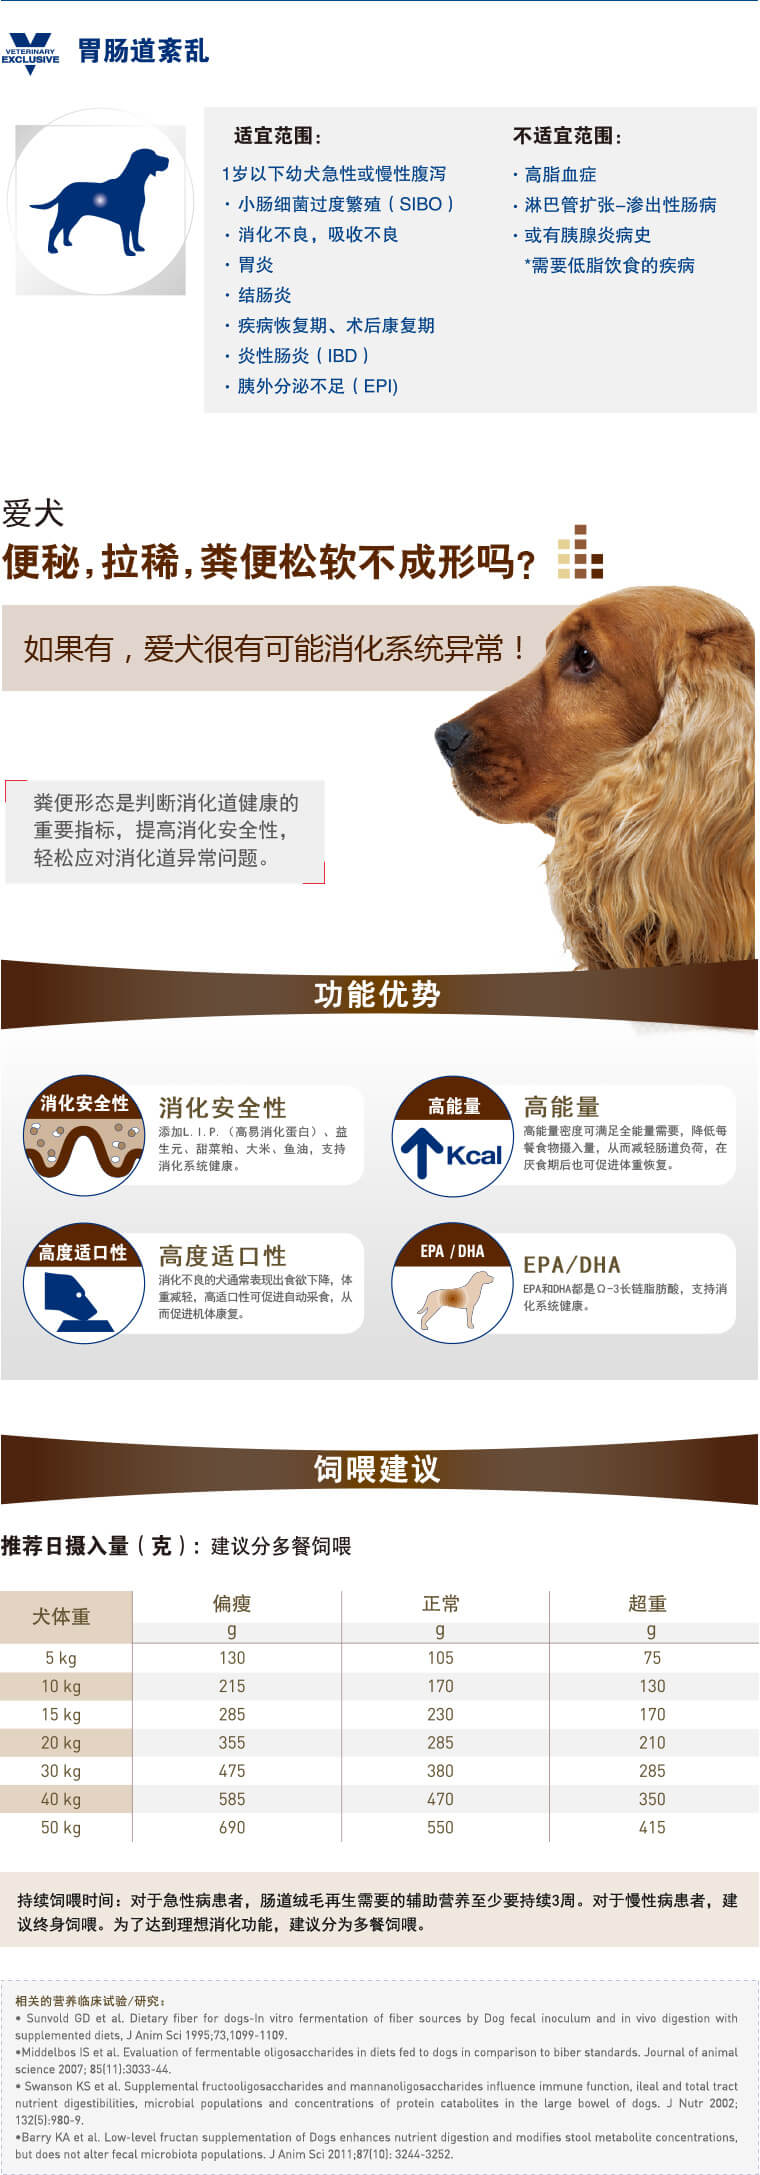 VETERINARY
EXCLUSIVE
胃肠道紊乱
适宜范围：
1岁以下幼犬急性或慢性腹泻
· 小肠细菌过度繁殖（SIBO）
· 消化不良，吸收不良
· 胃炎
· 结肠炎
· 疾病恢复期、术后康复期
· 炎性肠炎（IBD）
· 胰外分泌不足（EPI)
不适宜范围：
· 高脂血症
· 淋巴管扩张-渗出性肠病
· 或有胰腺炎病史
*需要低脂饮食的疾病
爱犬
便秘，拉稀，粪便松软不成形吗？
如果有，爱犬很有可能消化系统异常！
粪便形态是判断消化道健康的
重要指标，提高消化安全性，
轻松应对消化道异常问题。
功能优势
消化安全性
消化安全性
添加L.I.P.（高易消化蛋白）、益
生元、甜菜粕、大米、鱼油，支持
消化系统健康。
高能量
Kcal
高能量
高能量密度可满足全能量需要，降低每
餐食物摄入量，从而减轻肠道负荷，在
厌食期后也可促进体重恢复。
高度适口性
高度适口性
消化不良的犬通常表现出食欲下降，体
重减轻，高适口性可促进自动采食，从
而促进机体康复。
EPA /DHA
EPA/DHA
EPA和DHA都是Ω-3长链脂肪酸，支持消
化系统健康。
饲喂建议
推荐日摄入量（克）：建议分多餐饲喂
犬体重 偏瘦 正常 超重
g g g
5 kg 130 105 75
10 kg 215 170 130
15 kg 285 230 170
20 kg 355 285 210
30 kg 475 380 285
40 kg 585 470 350
50 kg 690 550 415
持续饲喂时间：对于急性病患者，肠道绒毛再生需要的辅助营养至少要持续3周。对于慢性病患者，建
议终身饲喂。为了达到理想消化功能，建议分为多餐饲喂。
相关的营养临床试验/研究：
• Sunvold GD et al. Dietary fiber for dogs-In vitro fermentation of fiber sources by Dog fecal inoculum and in vivo digestion with
supplemented diets, J Anim Sci 1995;73,1099-1109.
•Middelbos IS et al. Evaluation of fermentable oligosaccharides in diets fed to dogs in comparison to biber standards. Journal of animal
science 2007; 85(11):3033-44.
• Swanson KS et al. Supplemental fructooligosaccharides and mannanoligosaccharides influence immune function, ileal and total tract
nutrient digestibilities, microbial populations and concentrations of protein catabolites in the large bowel of dogs. J Nutr 2002;
132(5):980-9.
•Barry KA et al. Low-level fructan supplementation of Dogs enhances nutrient digestion and modifies stool metabolite concentrations,
but does not alter fecal microbiota populations. J Anim Sci 2011;87(10): 3244-3252.